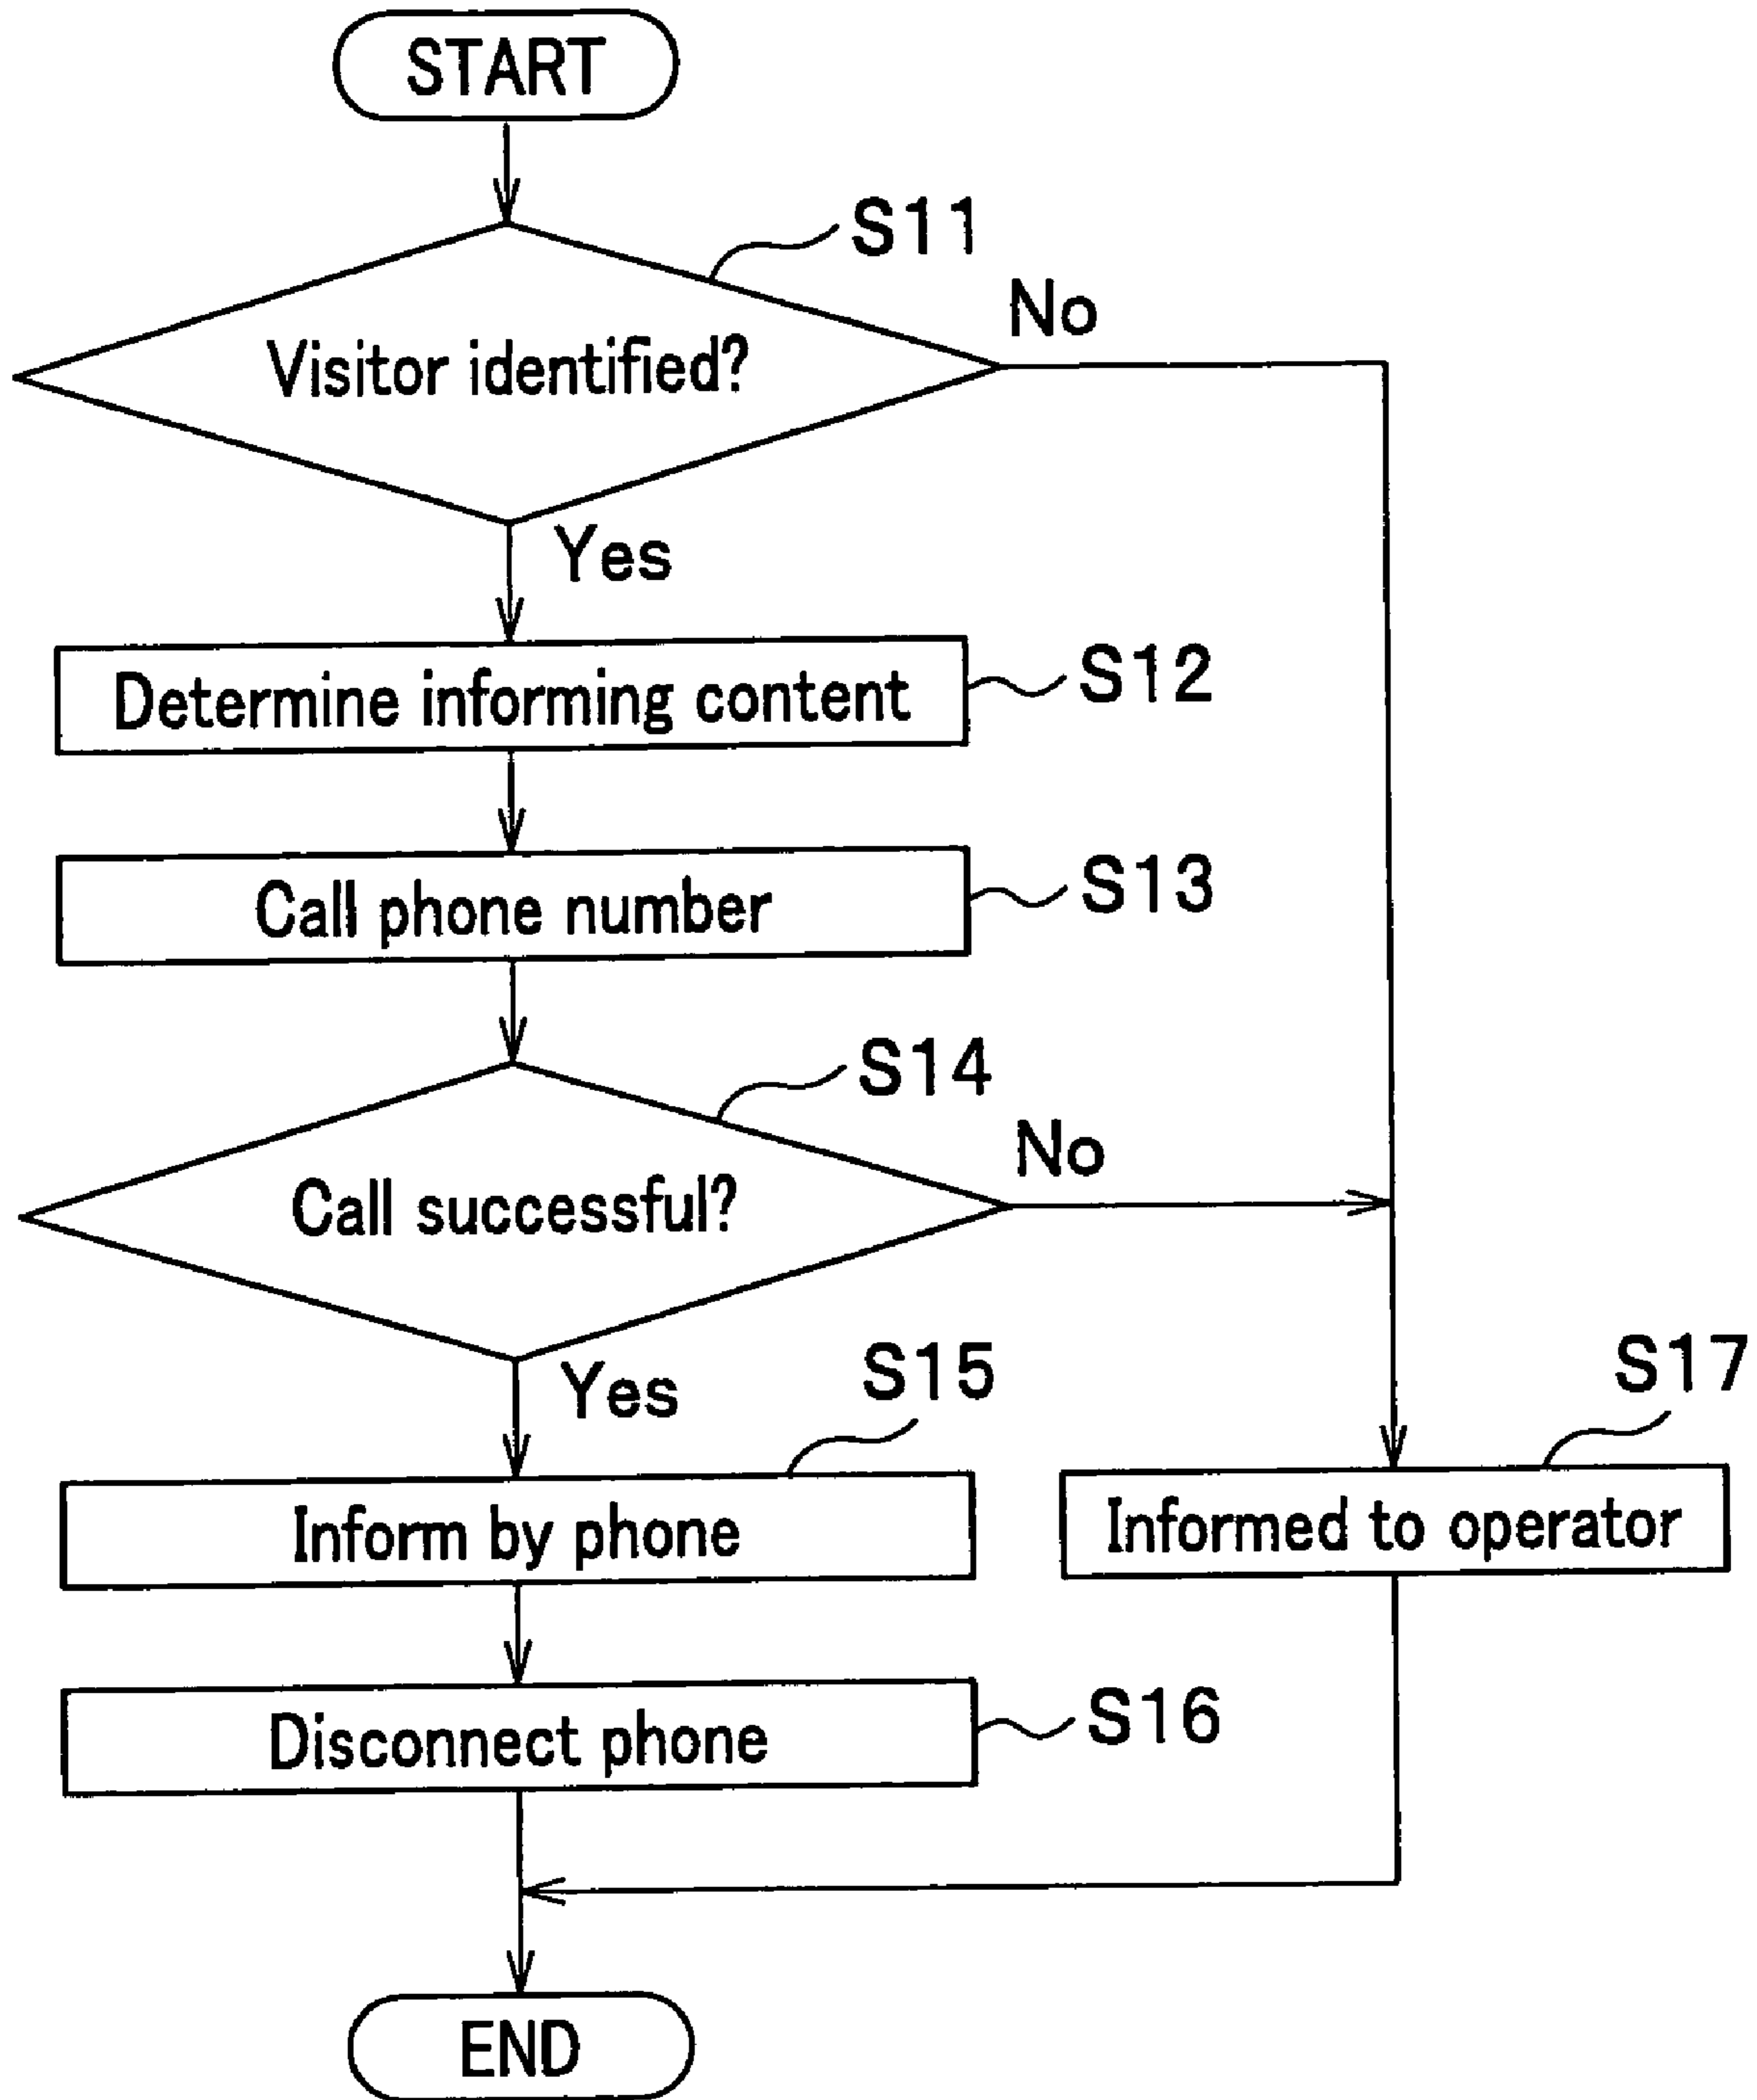 START
S11
No
Visitor identified?
Yes
Determine informing content
S12
Call phone number
S13
S14
No
Call successful?
Yes
S15
S17
Inform by phone
Informed to operator
Disconnect phone
S16
END